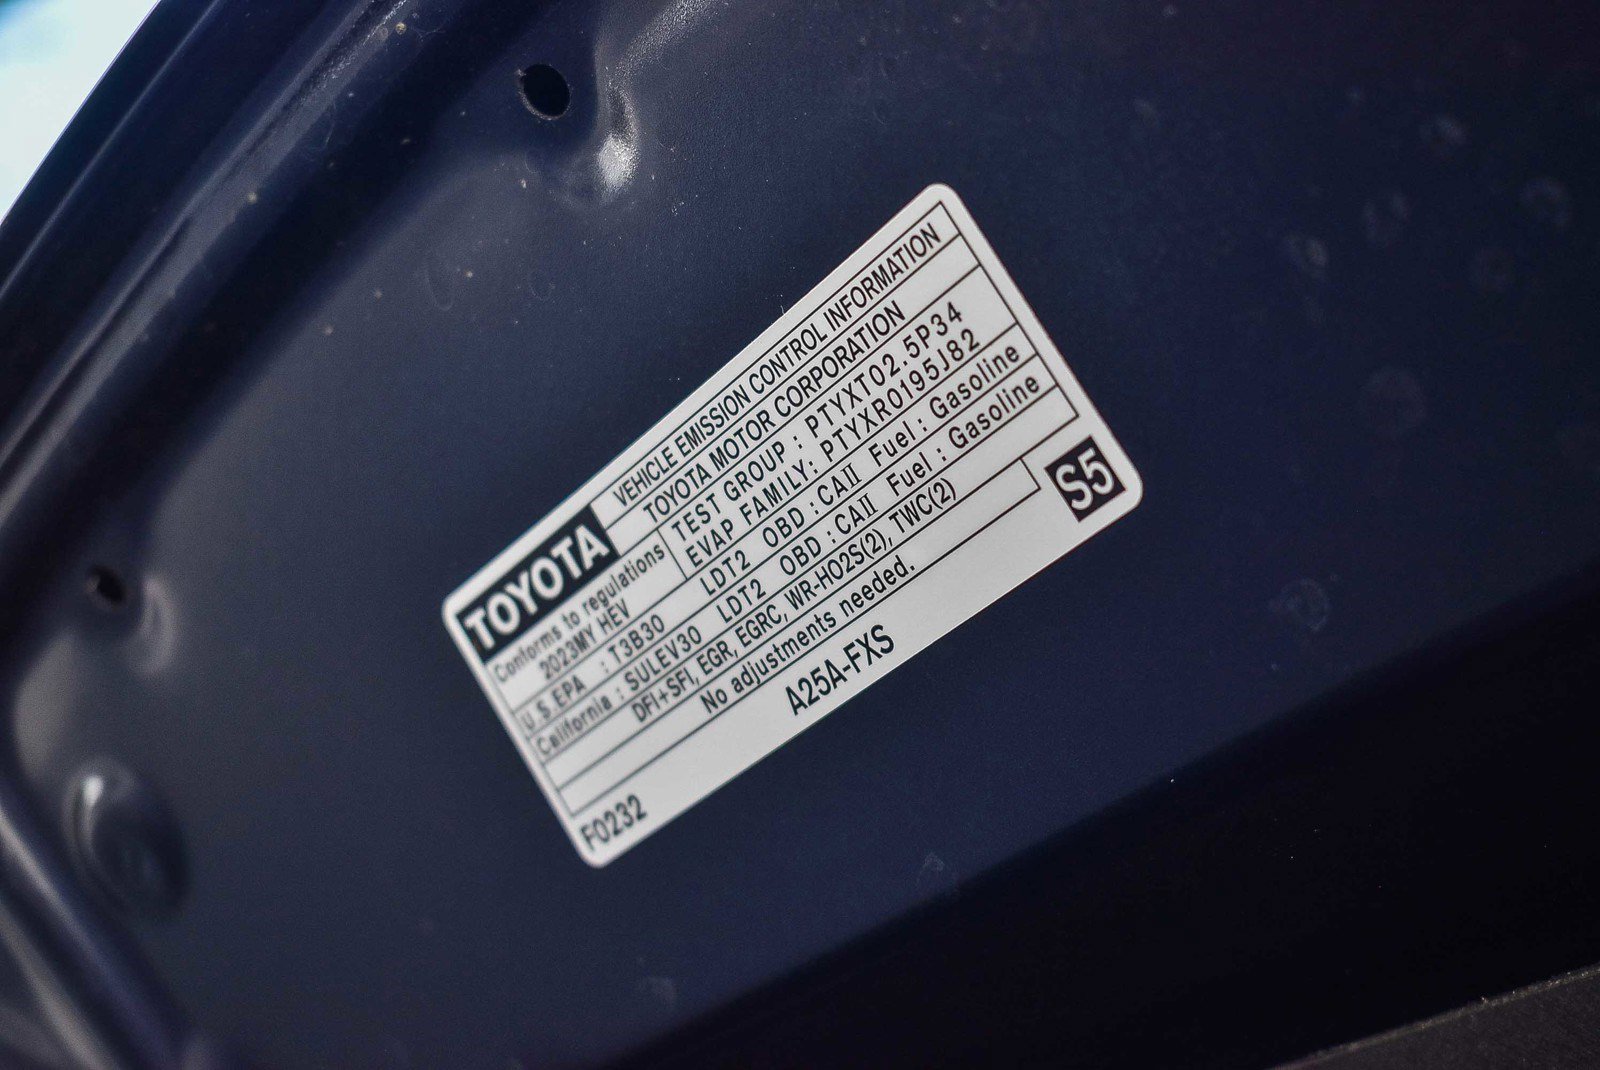 TOYOTA VEHICLE EMISSION CONTROL INFORMATION
Conforms to regulations TOYOTA MOTOR CORPORATION
2023MY HEV TEST GROUP : PTYXT02.5P34
EVAP FAMILY: PTYXR0195J82
U.S.EPA : T3B30 LDT2 OBD : CAII Fuel : Gasoline
California : SULEV30 LDT2 OBD : CAII Fuel : Gasoline
DFI+SFI, EGR, EGRC, WR-HO2S(2), TWC(2)
No adjustments needed.
F0232 A25A-FXS S5